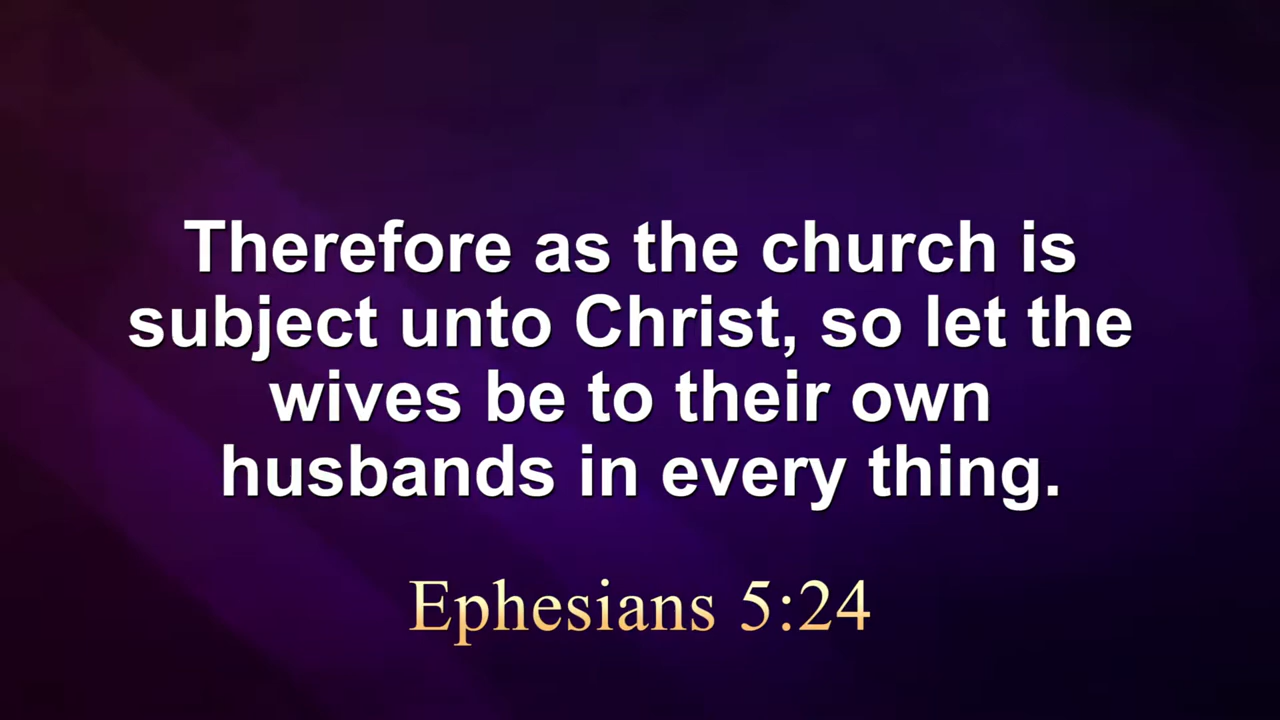 Therefore as the church is
subject unto Christ, so let the
wives be to their own
husbands in every thing.
Ephesians 5:24